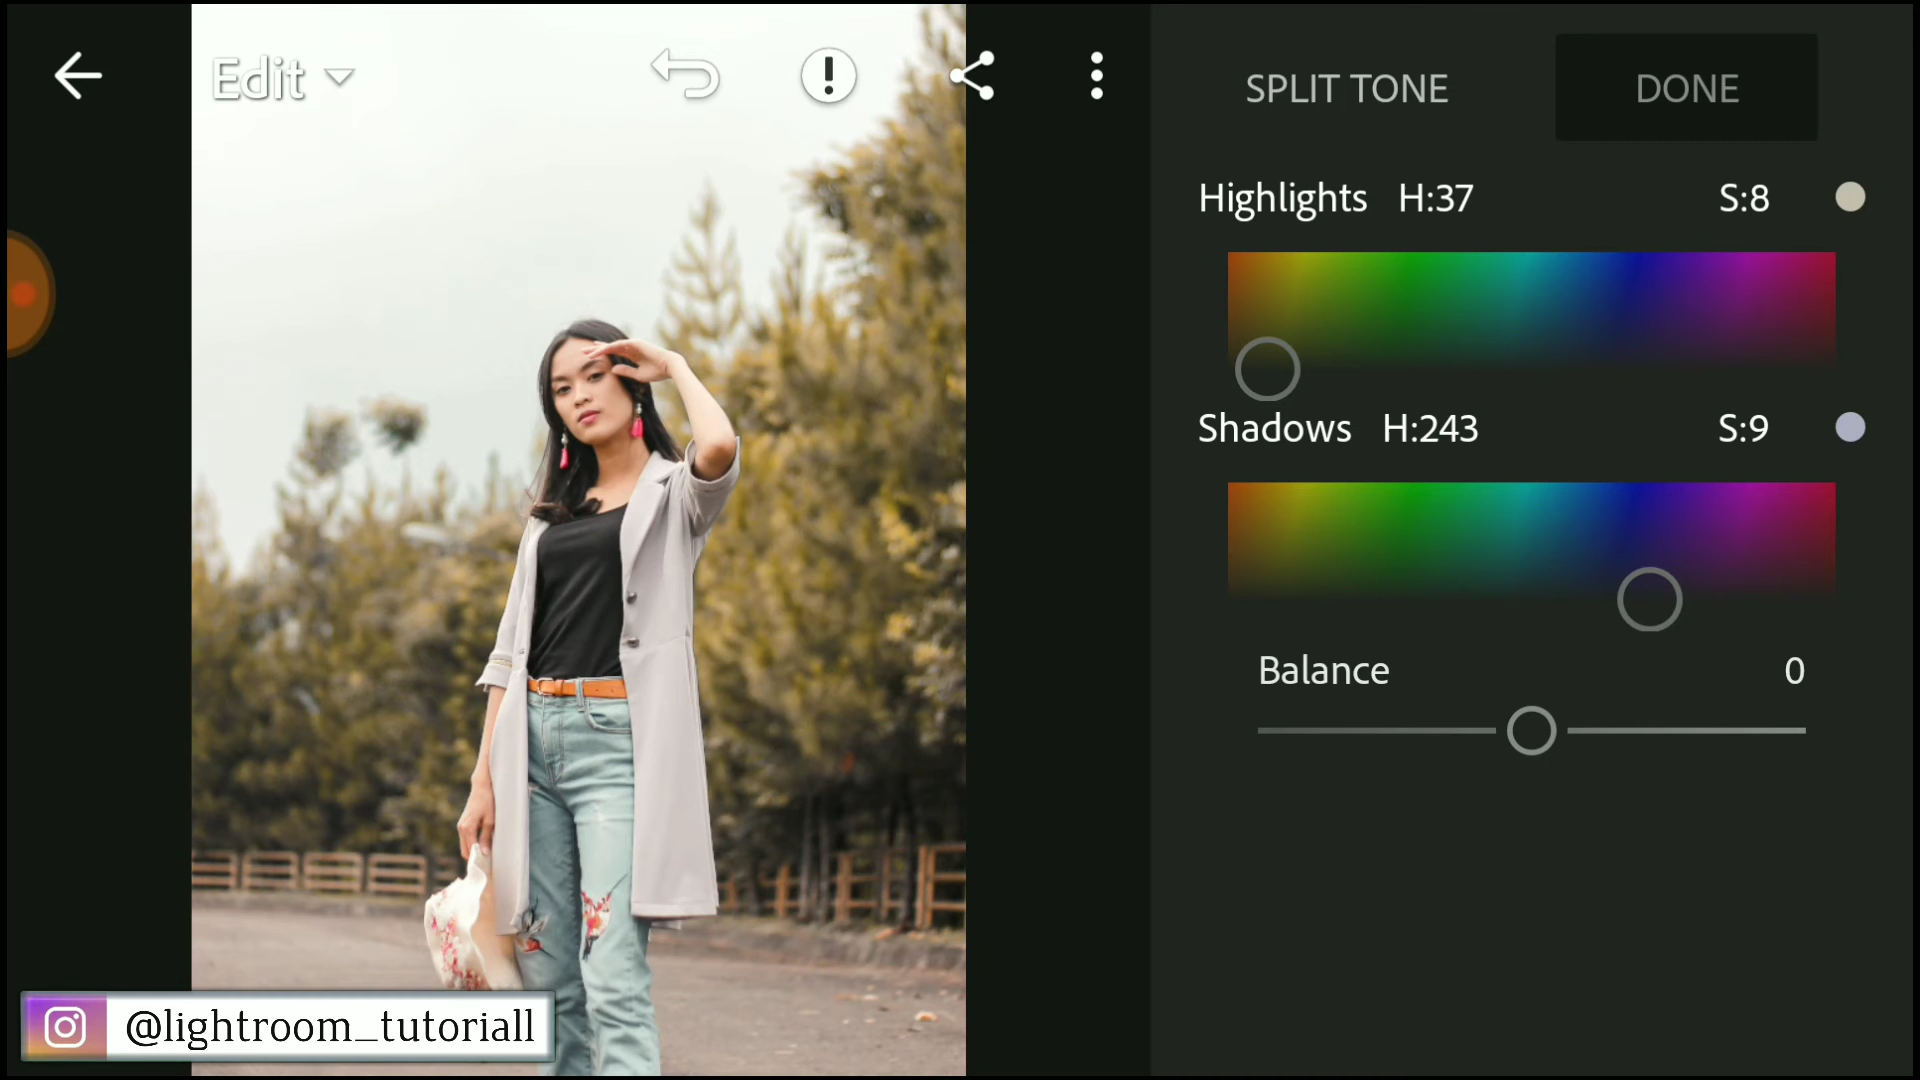 Edit
SPLIT TONE
DONE
Highlights H:37 S:8
Shadows H:243 S:9
Balance 0
@lightroom_tutoriall